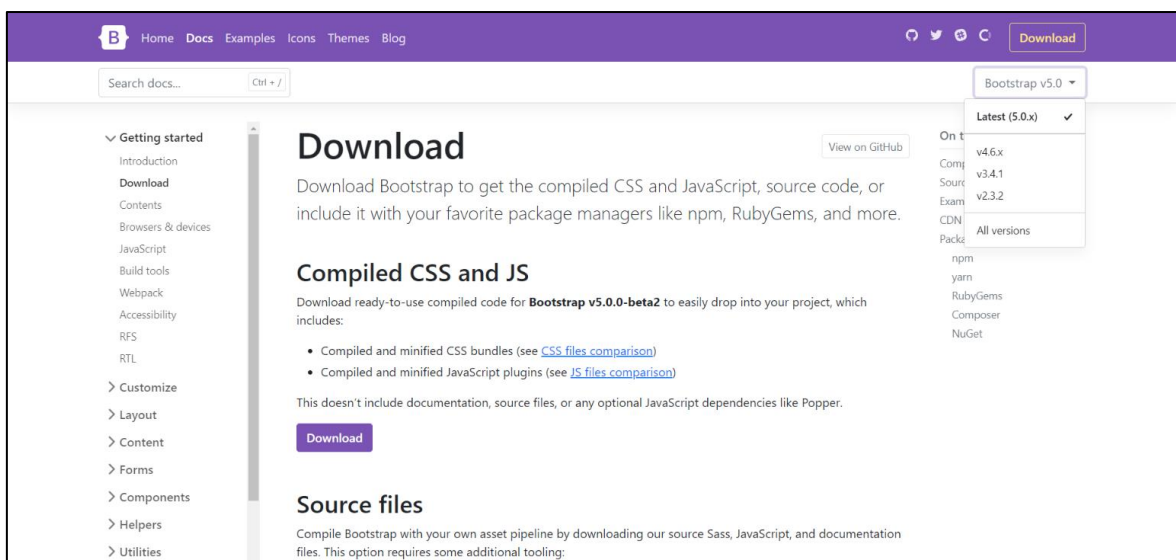 B Home Docs Examples Icons Themes Blog Download
Search docs... Ctrl + / Bootstrap v5.0
Latest (5.0.x)
v4.6.x
v3.4.1
v2.3.2
All versions
Getting started
Introduction
Download
Contents
Browsers & devices
JavaScript
Build tools
Webpack
Accessibility
RFS
RTL
Customize
Layout
Content
Forms
Components
Helpers
Utilities
Download
View on GitHub
Download Bootstrap to get the compiled CSS and JavaScript, source code, or
include it with your favorite package managers like npm, RubyGems, and more.
Compiled CSS and JS
Download ready-to-use compiled code for Bootstrap v5.0.0-beta2 to easily drop into your project, which
includes:
• Compiled and minified CSS bundles (see CSS files comparison)
• Compiled and minified JavaScript plugins (see JS files comparison)
This doesn't include documentation, source files, or any optional JavaScript dependencies like Popper.
Download
Source files
Compile Bootstrap with your own asset pipeline by downloading our source Sass, JavaScript, and documentation
files. This option requires some additional tooling:
On t
CDN
npm
yarn
RubyGems
Composer
NuGet